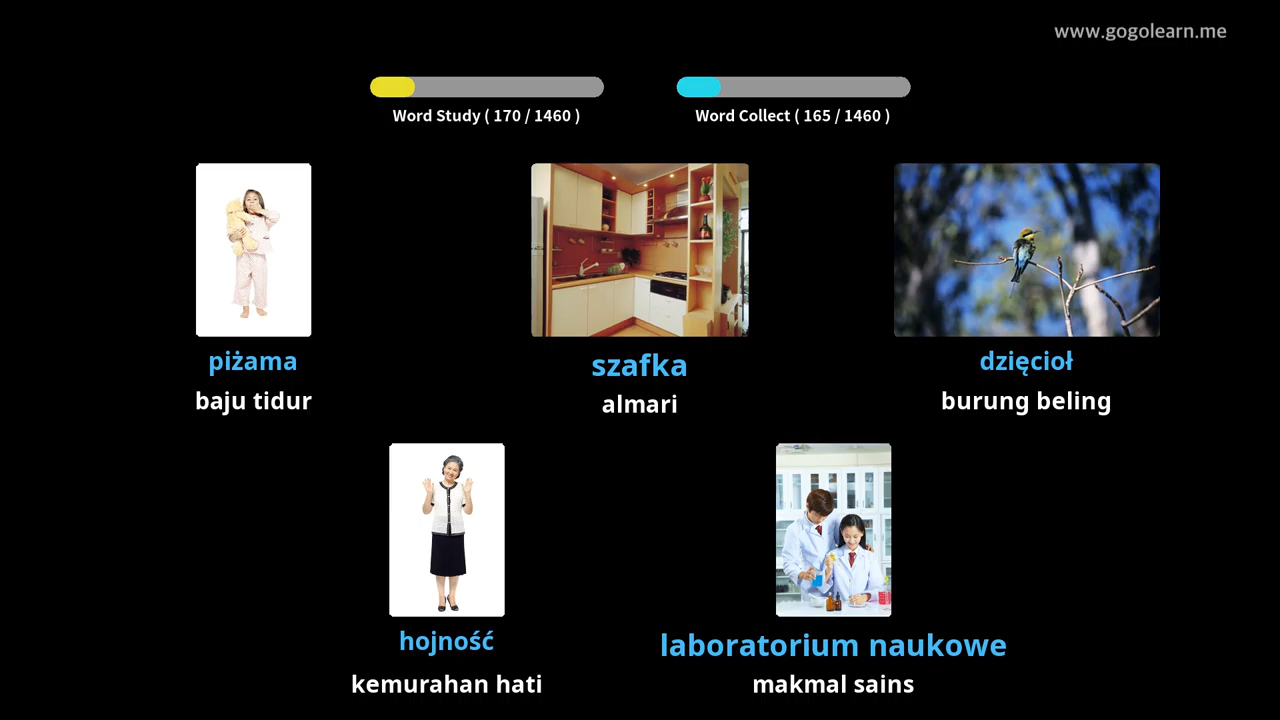 www.gogolearn.me
Word Study ( 170 / 1460 )
Word Collect ( 165 / 1460 )
piżama
baju tidur
szafka
almari
dzięcioł
burung beling
hojność
kemurahan hati
laboratorium naukowe
makmal sains